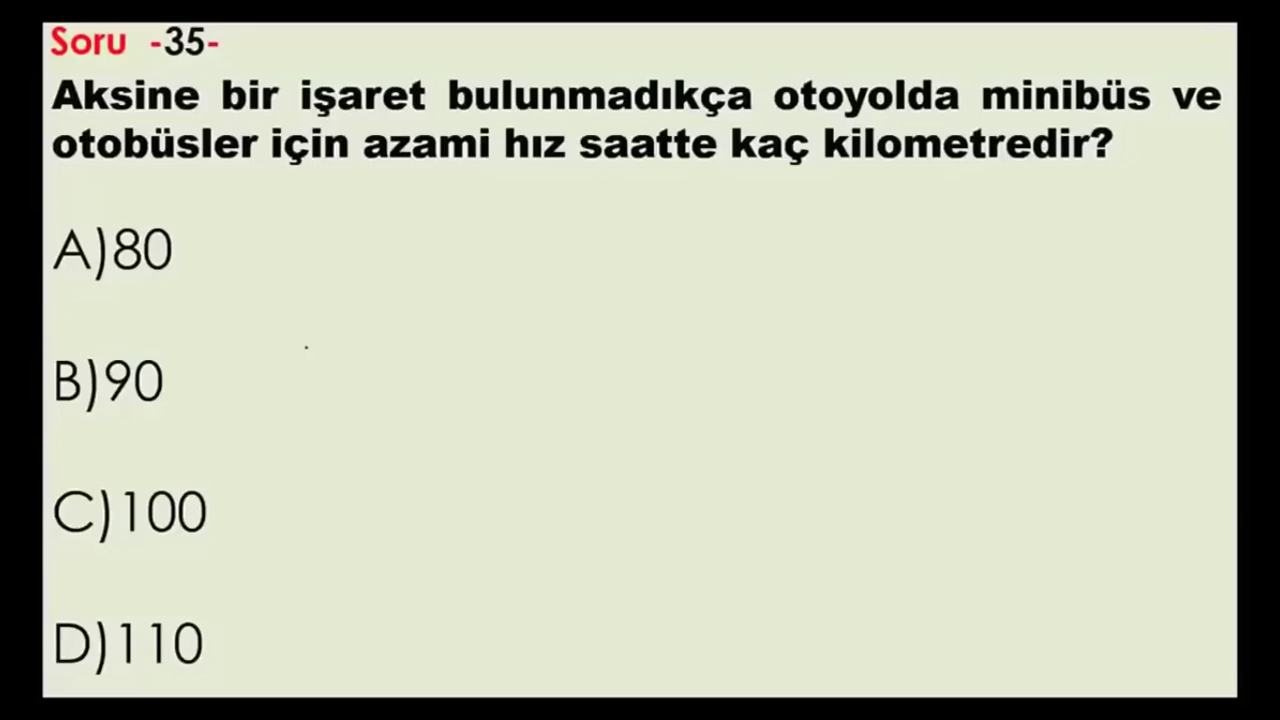 Soru -35-
Aksine bir işaret bulunmadıkça otoyolda minibüs ve
otobüsler için azami hız saatte kaç kilometredir?
A)80
B)90
C)100
D)110